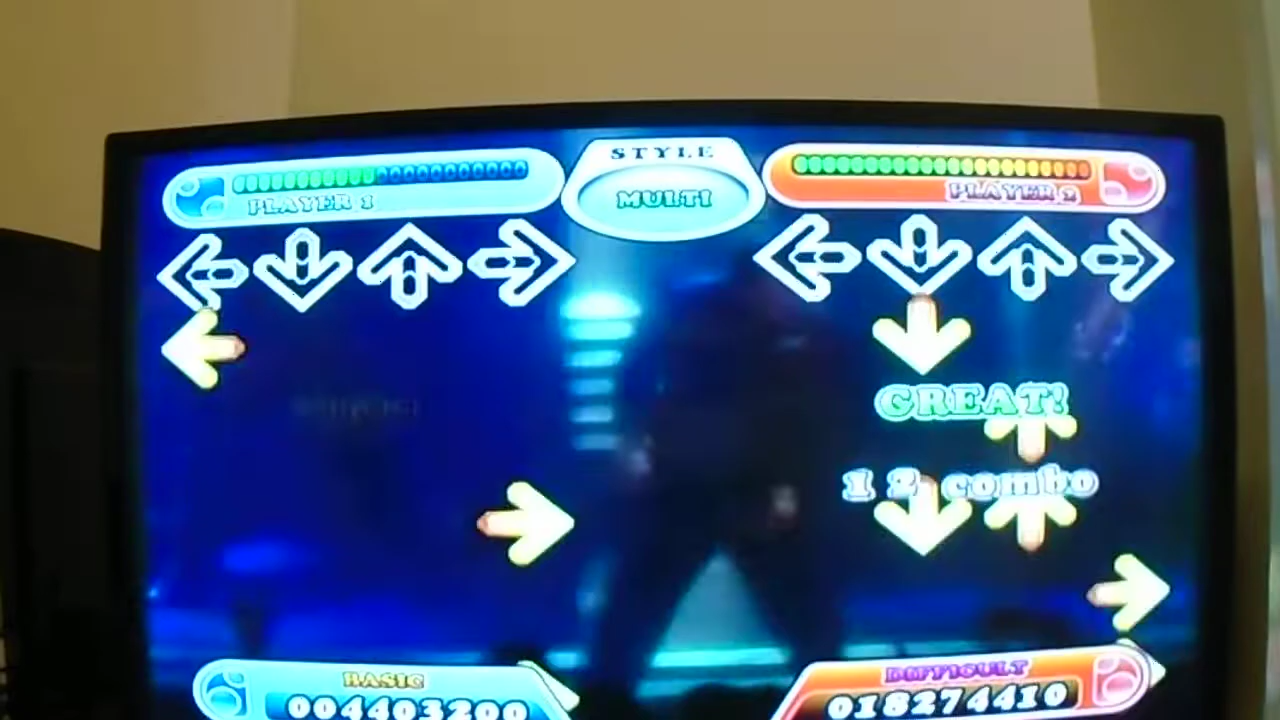 STYLE
MULTI
PLAYER 1
PLAYER 2
GREAT!
12 combo
BASIC
DIFFICULT
004403200
018274410